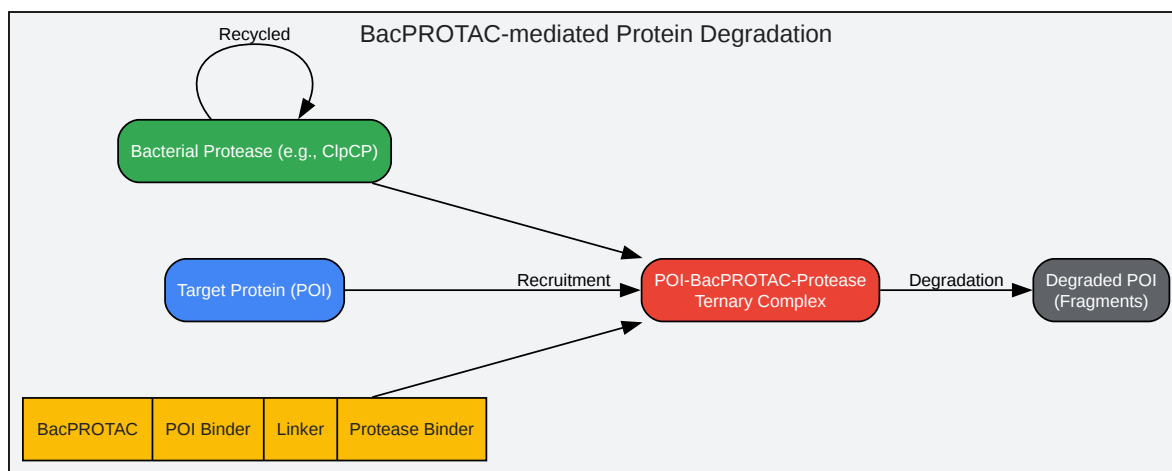 BacPROTAC-mediated Protein Degradation
Recycled
Bacterial Protease (e.g., ClpCP)
Target Protein (POI)
Recruitment
POI-BacPROTAC-Protease
Ternary Complex
Degradation
Degraded POI
(Fragments)
BacPROTAC
POI Binder
Linker
Protease Binder